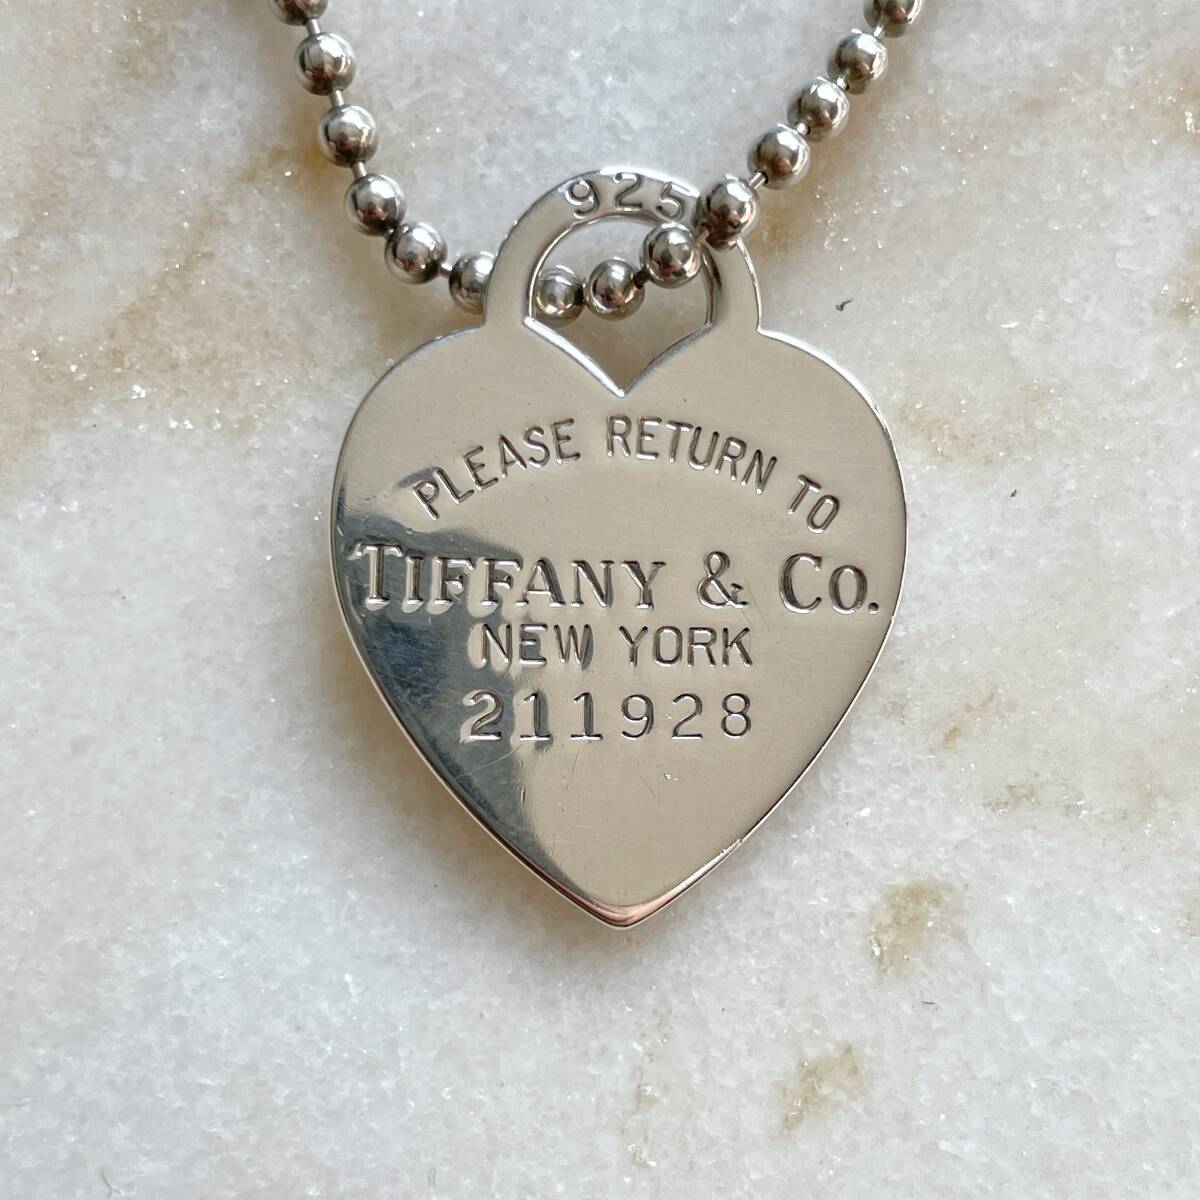 925
PLEASE RETURN TO
TIFFANY & CO.
NEW YORK
211928